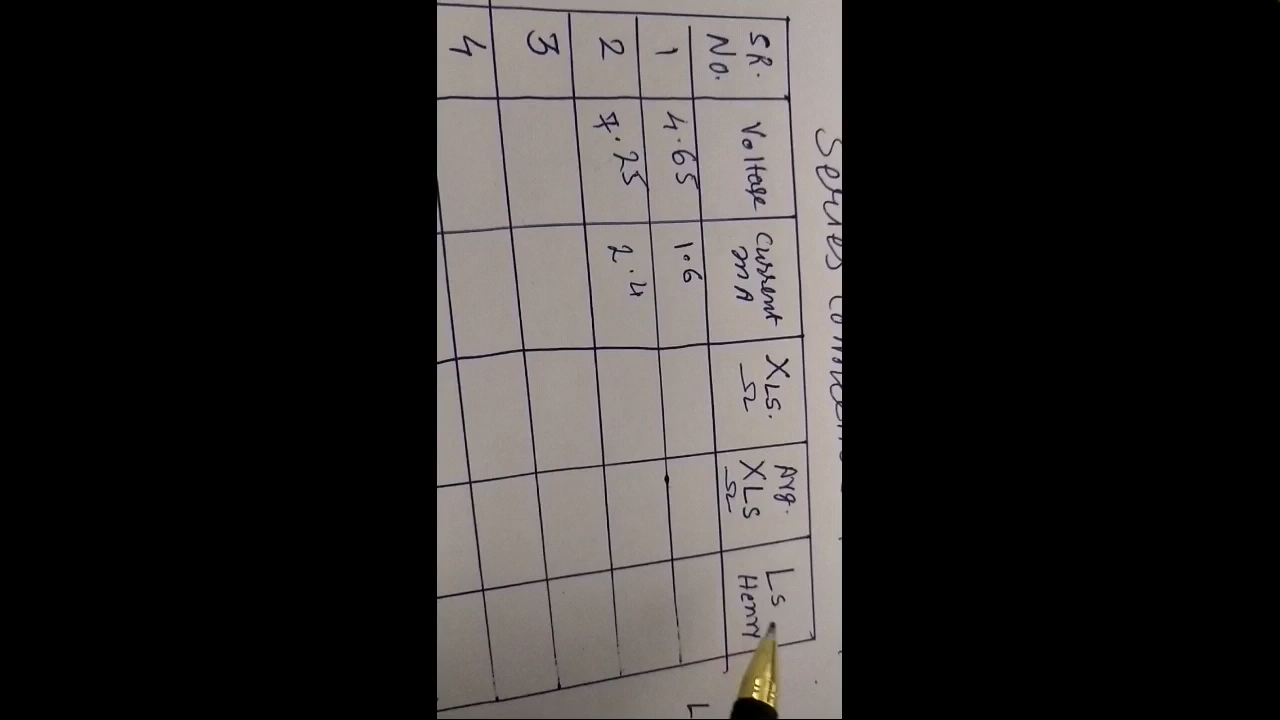 Series
SR. No. Voltage Current mA XLS. Ω Avg. XLS Ω Ls Henry
1 4.65 1.6
2 7.25 2.4
3
4
L